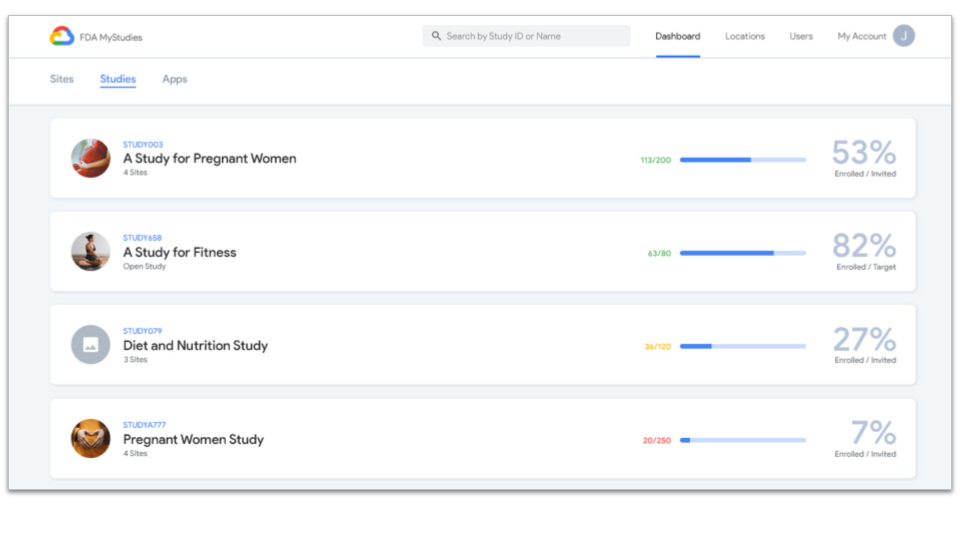 FDA MyStudies
Search by Study ID or Name
Dashboard
Locations
Users
My Account
J
Sites
Studies
Apps
STUDY003
A Study for Pregnant Women
4 Sites
113/200
53%
Enrolled / Invited
STUDY658
A Study for Fitness
Open Study
63/80
82%
Enrolled / Target
STUDY079
Diet and Nutrition Study
3 Sites
36/120
27%
Enrolled / Invited
STUDYA777
Pregnant Women Study
4 Sites
20/250
7%
Enrolled / Invited